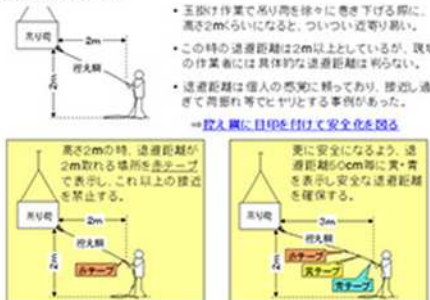 ・玉掛け作業で吊り荷を徐々に巻き下げる際に、
高さ2mくらいになると、ついつい近寄り易い。
・この時の退避距離は2m以上としているが、現場
の作業者には具体的な退避距離は判らない。
・退避距離は個人の感覚に頼っており、接近し過
ぎて荷振れ等でヒヤリとする事例があった。
⇒控え綱に目印を付けて安全化を図る
吊り荷
2m
控え綱
2m
高さ2mの時、退避距離が
2m取れる場所を赤テープ
で表示し、これ以上の接近
を禁止する。
吊り荷
2m
控え綱
2m
赤テープ
更に安全になるよう、退
避距離50cm毎に黄・青
を表示し安全な退避距離
を確保する。
吊り荷
3m
控え綱
2m
赤テープ
黄テープ
青テープ